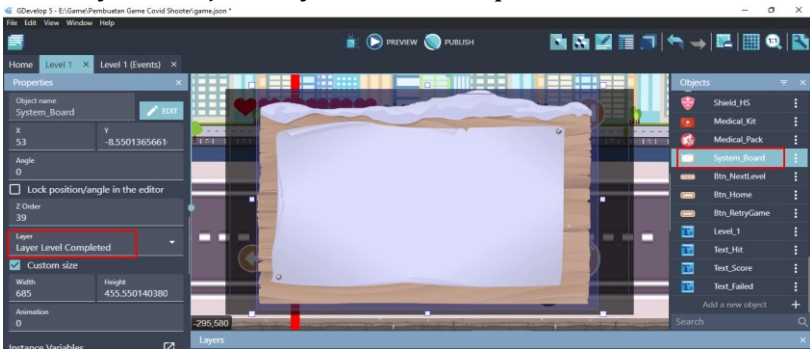 GDevelop 5 - E:\Game\Pembuatan Game Covid Shooter\game.json *
File Edit View Window Help
PREVIEW PUBLISH
Home Level 1 × Level 1 (Events) ×
Properties ×
Object name
System_Board
EDIT
X Y
53 -8.5501365661
Angle
0
Lock position/angle in the editor
Z Order
39
Layer
Layer Level Completed
Custom size
Width Height
685 455.550140380
Animation
0
Instance Variables
-295,580
Layers ×
Objects ×
Shield_HS
Medical_Kit
Medical_Pack
System_Board
Btn_NextLevel
Btn_Home
Btn_RetryGame
Level_1
Text_Hit
Text_Score
Text_Failed
Add a new object +
Search